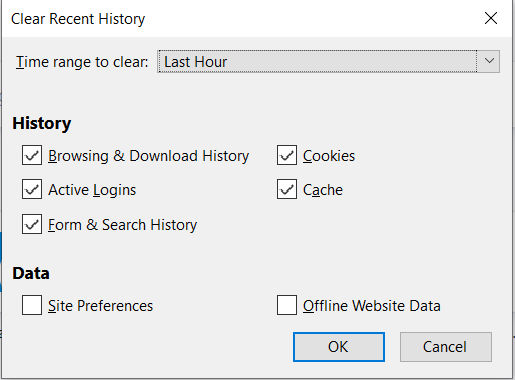 Clear Recent History
Time range to clear: Last Hour
History
Browsing & Download History Cookies
Active Logins Cache
Form & Search History
Data
Site Preferences Offline Website Data
OK Cancel